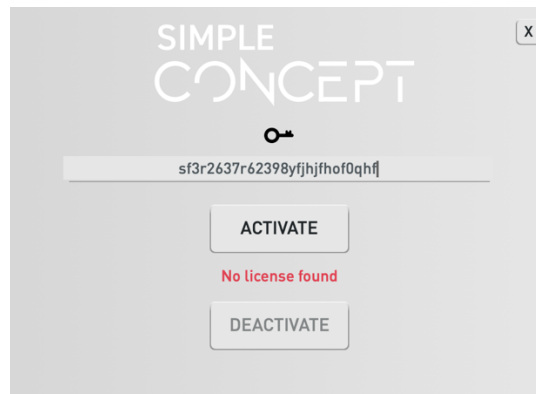 SIMPLE
X
CONCEPT
sf3r2637r62398yfjhjfhof0qhf
ACTIVATE
No license found
DEACTIVATE